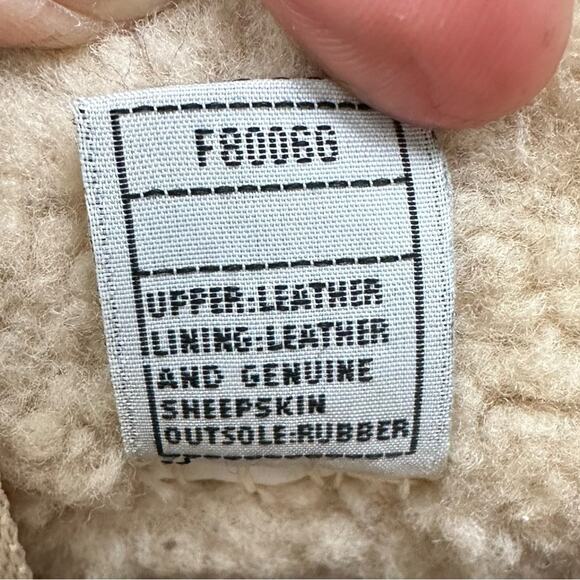 F8006G
UPPER:LEATHER
LINING:LEATHER
AND GENUINE
SHEEPSKIN
OUTSOLE:RUBBER